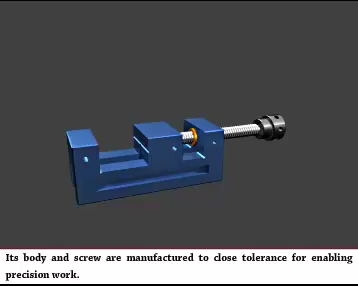 Its body and screw are manufactured to close tolerance for enabling
precision work.